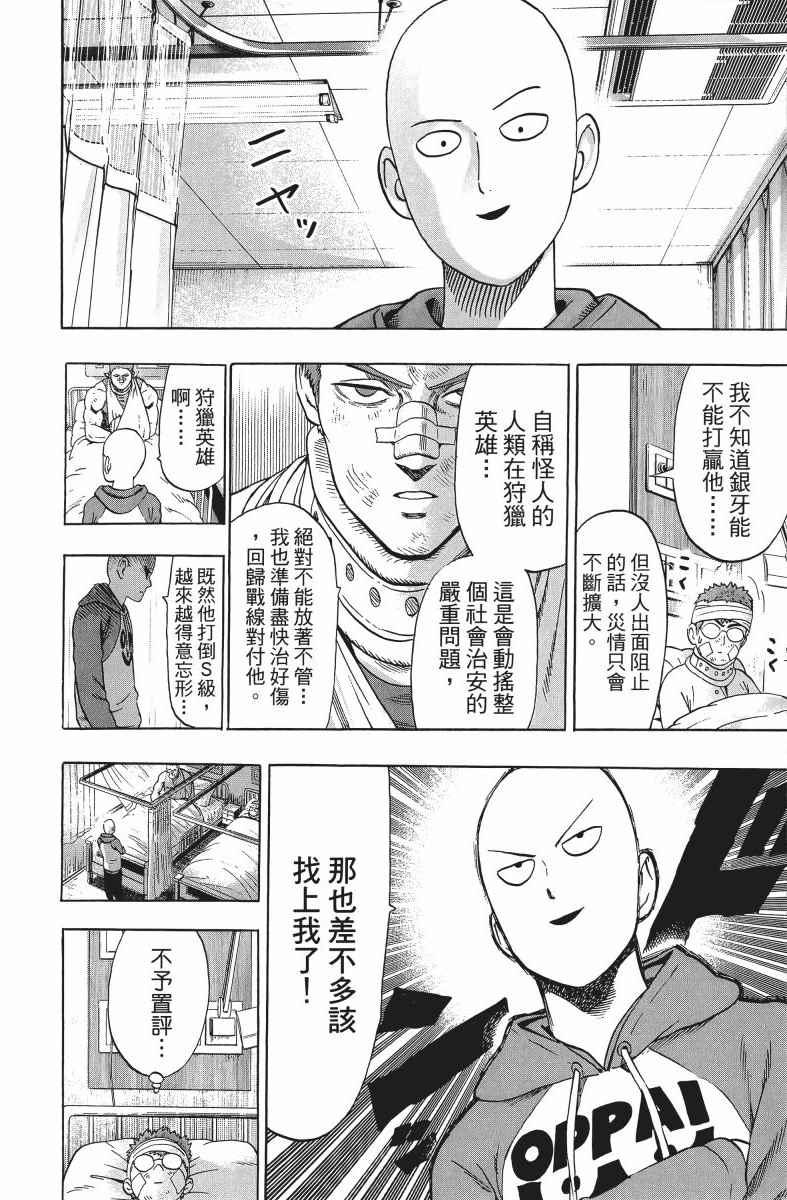 ニヤッ
我不知道銀牙能
不能打贏他……
但沒人出面阻止
的話，災情只會
不斷擴大。
自稱怪人的
人類在狩獵
英雄…
這是會動搖整
個社會治安的
嚴重問題，
絕對不能放著不管…
我也準備盡快治好傷
，回歸戰線對付他。
狩獵英雄
啊……
既然他打倒Ｓ級，
越來越得意忘形…
那也差不多該
找上我了！
OPPAI
不予置評…